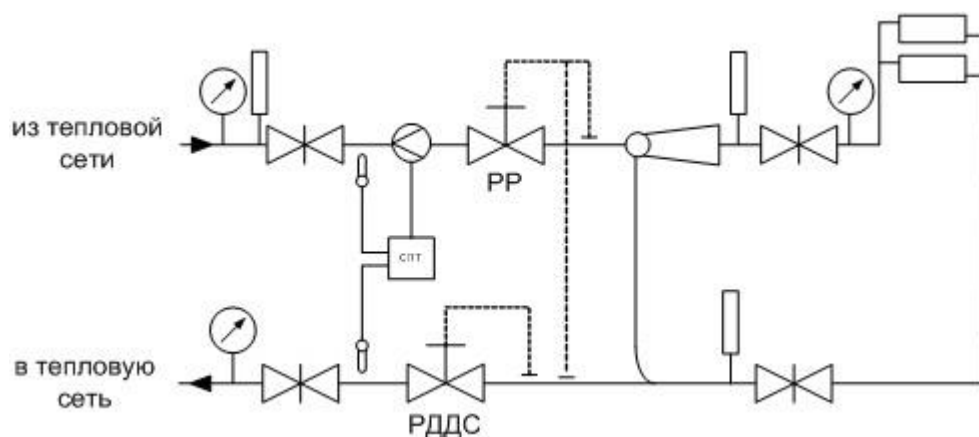 из тепловой
сети
РР
СПТ
в тепловую
сеть
РДДС